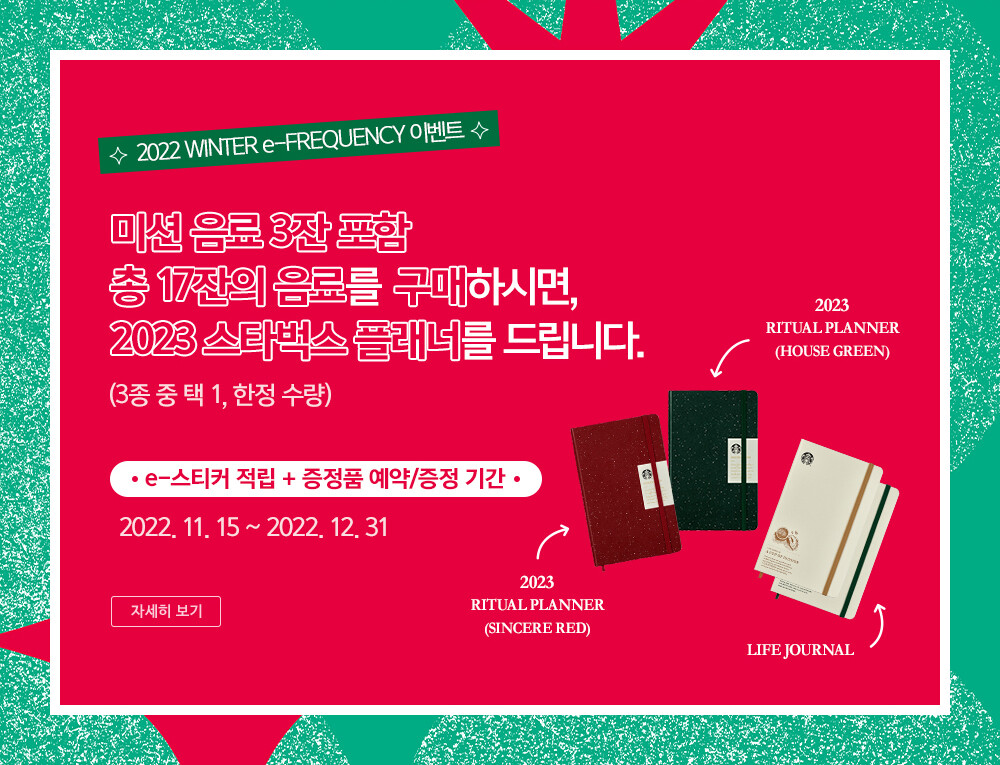 2022 WINTER e-FREQUENCY 이벤트
미션 음료 3잔 포함
총 17잔의 음료를 구매하시면,
2023 스타벅스 플래너를 드립니다.
(3종 중 택 1, 한정 수량)
• e-스티커 적립 + 증정품 예약/증정 기간 •
2022. 11. 15 ~ 2022. 12. 31
자세히 보기
2023
RITUAL PLANNER
(HOUSE GREEN)
2023
RITUAL PLANNER
(SINCERE RED)
LIFE JOURNAL